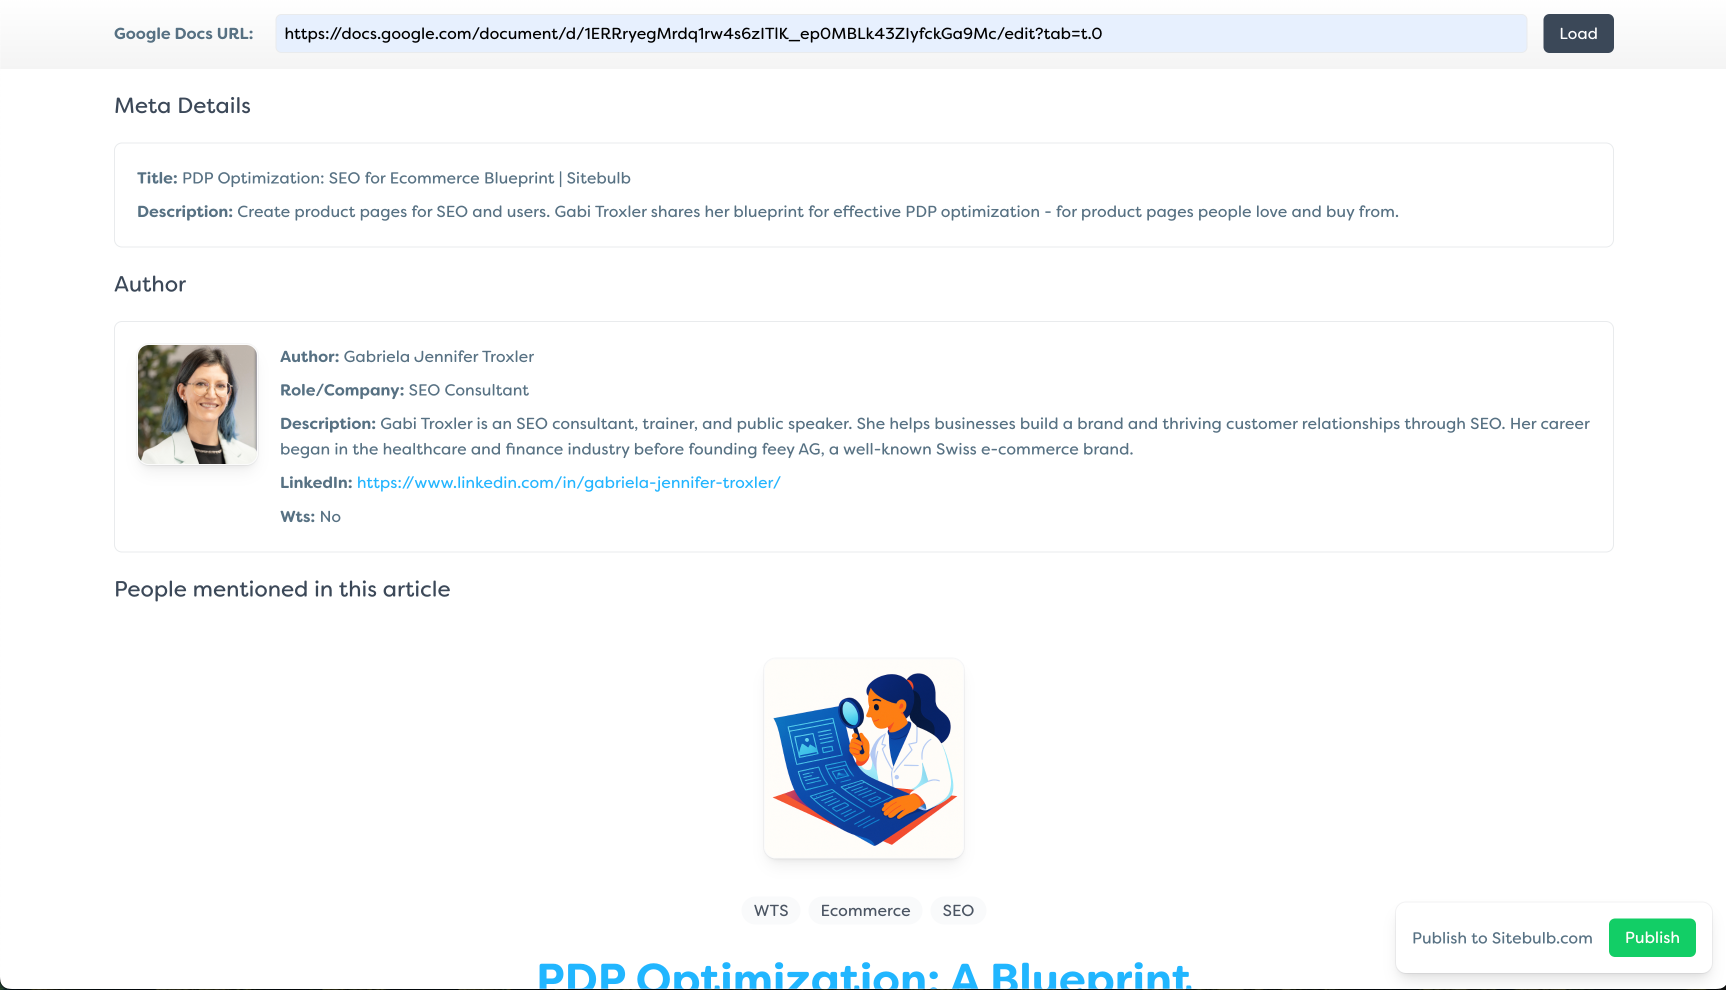 Google Docs URL:
https://docs.google.com/document/d/1ERRryegMrdq1rw4s6zITlK_ep0MBLk43ZIyfckGa9Mc/edit?tab=t.0
Load
Meta Details
Title: PDP Optimization: SEO for Ecommerce Blueprint | Sitebulb
Description: Create product pages for SEO and users. Gabi Troxler shares her blueprint for effective PDP optimization - for product pages people love and buy from.
Author
Author: Gabriela Jennifer Troxler
Role/Company: SEO Consultant
Description: Gabi Troxler is an SEO consultant, trainer, and public speaker. She helps businesses build a brand and thriving customer relationships through SEO. Her career
began in the healthcare and finance industry before founding feey AG, a well-known Swiss e-commerce brand.
LinkedIn: https://www.linkedin.com/in/gabriela-jennifer-troxler/
Wts: No
People mentioned in this article
WTS Ecommerce SEO
Publish to Sitebulb.com Publish
PDP Optimization: A Blueprint